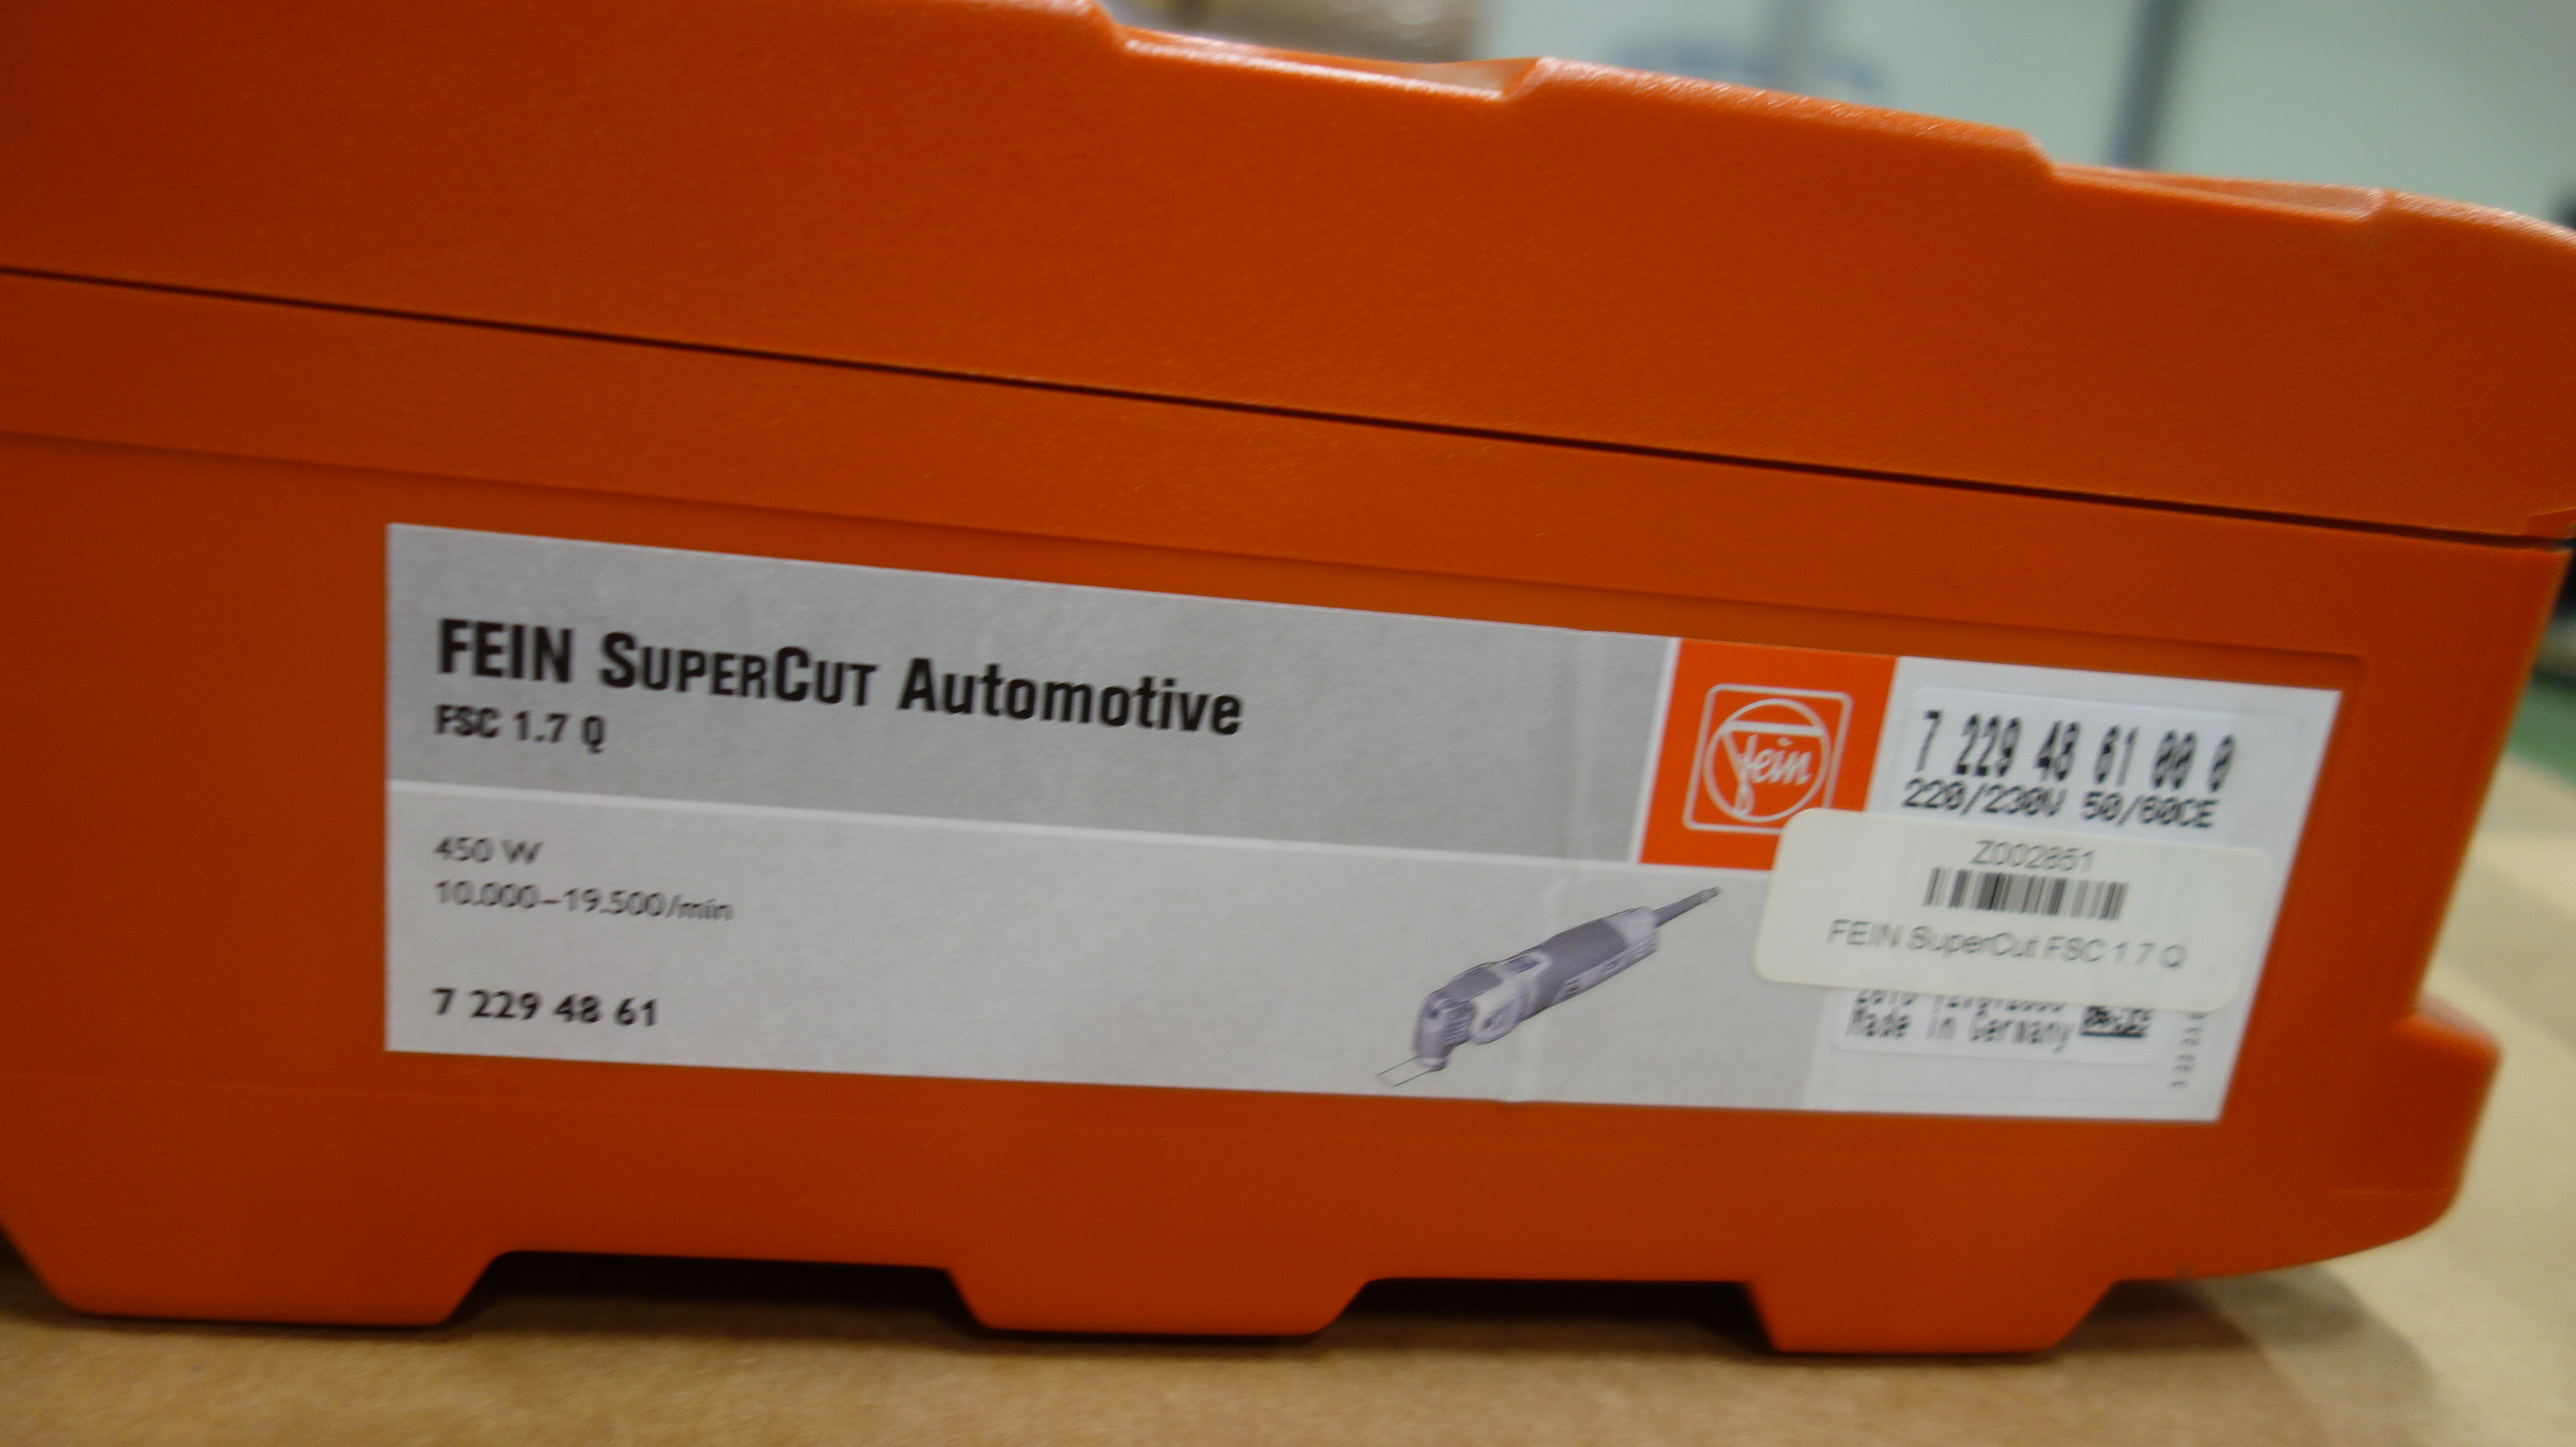 FEIN SUPERCUT Automotive
FSC 1.7 Q
450 W
10.000–19.500/min
7 229 48 61
Fein
7 229 48 61 00 0
220/230V 50/60CE
Z002851
FEIN SuperCut FSC 1.7 Q
Made in Germany